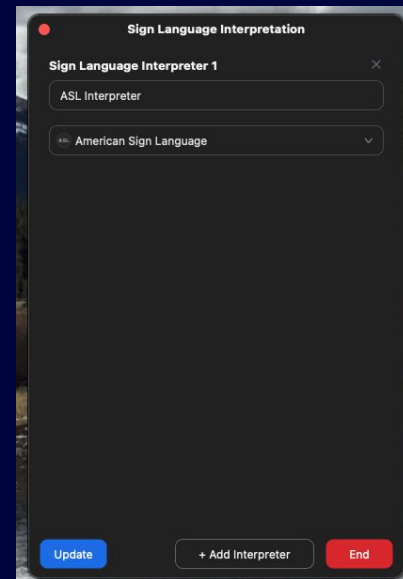 Sign Language Interpretation
Sign Language Interpreter 1
ASL Interpreter
ASL American Sign Language
Update
+ Add Interpreter
End